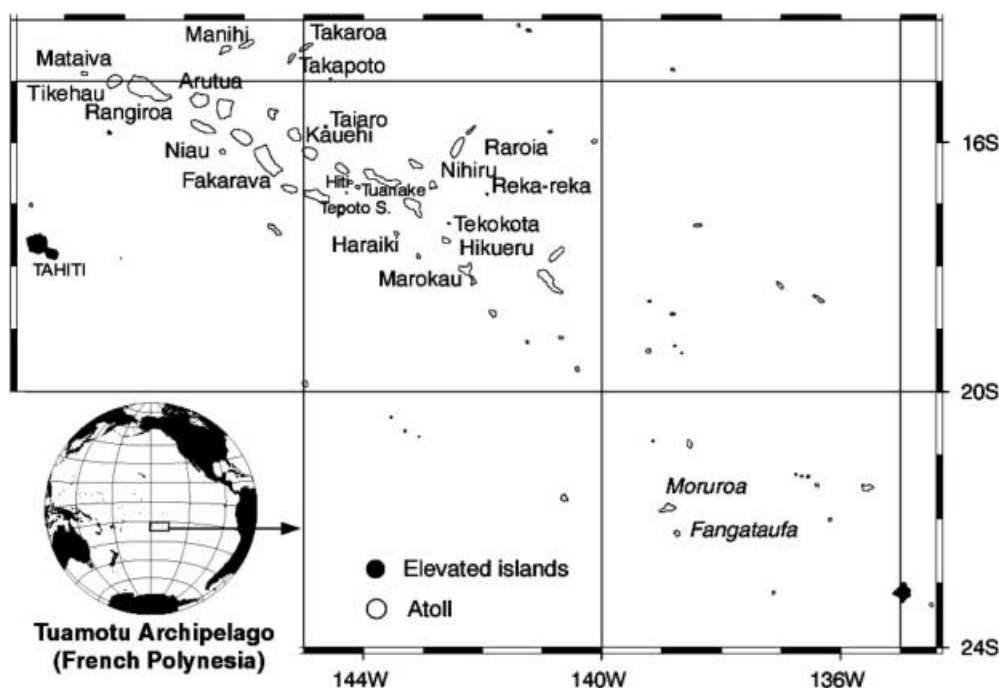 Manihi
Takaroa
Mataiva
Takapoto
Arutua
Tikehau
Rangiroa
Taiaro
Kauehi
16S
Niau
Raroia
Nihiru
Fakarava
Hiti
Tuanake
Reka-reka
Tepoto S.
Tekokota
Haraiki
Hikueru
TAHITI
Marokau
20S
Moruroa
Fangataufa
Elevated islands
Atoll
Tuamotu Archipelago
(French Polynesia)
24S
144W
140W
136W